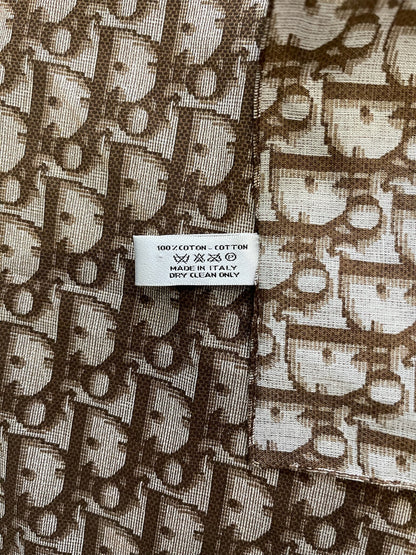 100% COTON - COTTON
MADE IN ITALY
DRY CLEAN ONLY